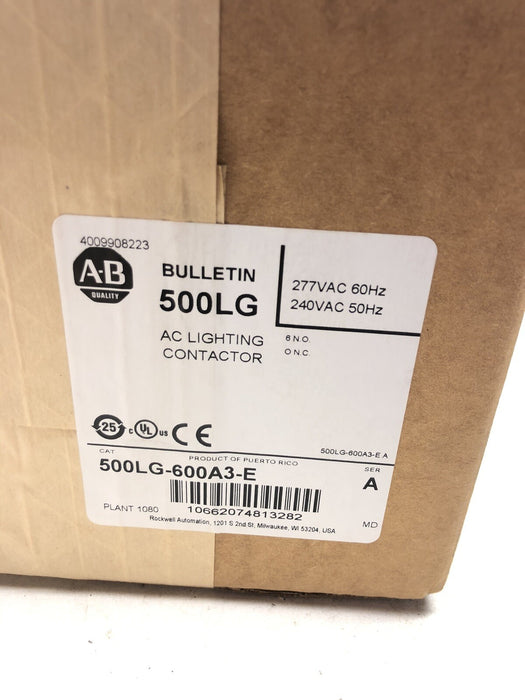 4009908223
A-B
QUALITY
BULLETIN
500LG
AC LIGHTING
CONTACTOR
277VAC 60Hz
240VAC 50Hz
6 N.O.
0 N.C.
25
c UL us CE
500LG-600A3-E A
PRODUCT OF PUERTO RICO
CAT
SER
500LG-600A3-E
A
10662074813282
PLANT 1080
MD
Rockwell Automation, 1201 S 2nd St, Milwaukee, WI 53204, USA